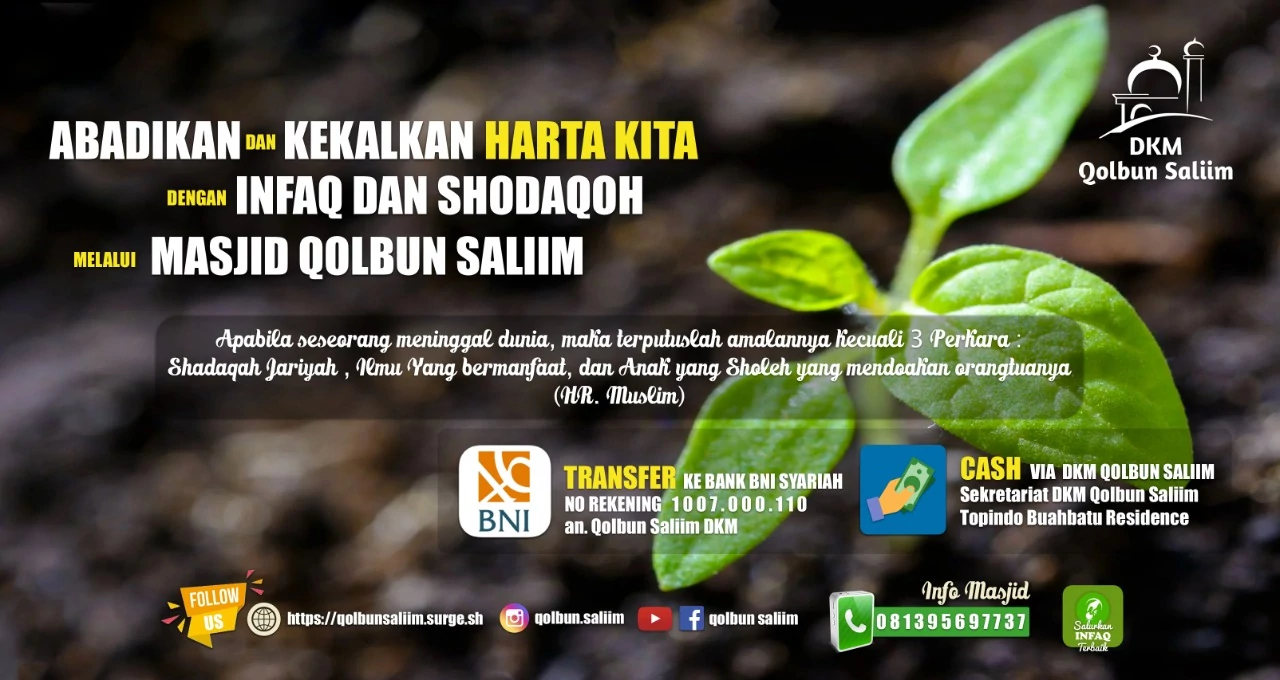 ABADIKAN DAN KEKALKAN HARTA KITA
DENGAN INFAQ DAN SHODAQOH
MELALUI MASJID QOLBUN SALIIM
DKM
Qolbun Saliim
Apabila seseorang meninggal dunia, maka terputuslah amalannya kecuali 3 Perkara :
Shadaqah Jariyah , Ilmu Yang bermanfaat, dan Anak yang Sholeh yang mendoakan orangtuanya
(HR. Muslim)
BNI
TRANSFER KE BANK BNI SYARIAH
NO REKENING 1007.000.110
an. Qolbun Saliim DKM
CASH VIA DKM QOLBUN SALIIM
Sekretariat DKM Qolbun Saliim
Topindo Buahbatu Residence
FOLLOW
US
https://qolbunsaliim.surge.sh
qolbun.saliim
qolbun saliim
Info Masjid
081395697737
Salurkan
INFAQ
Terbaik